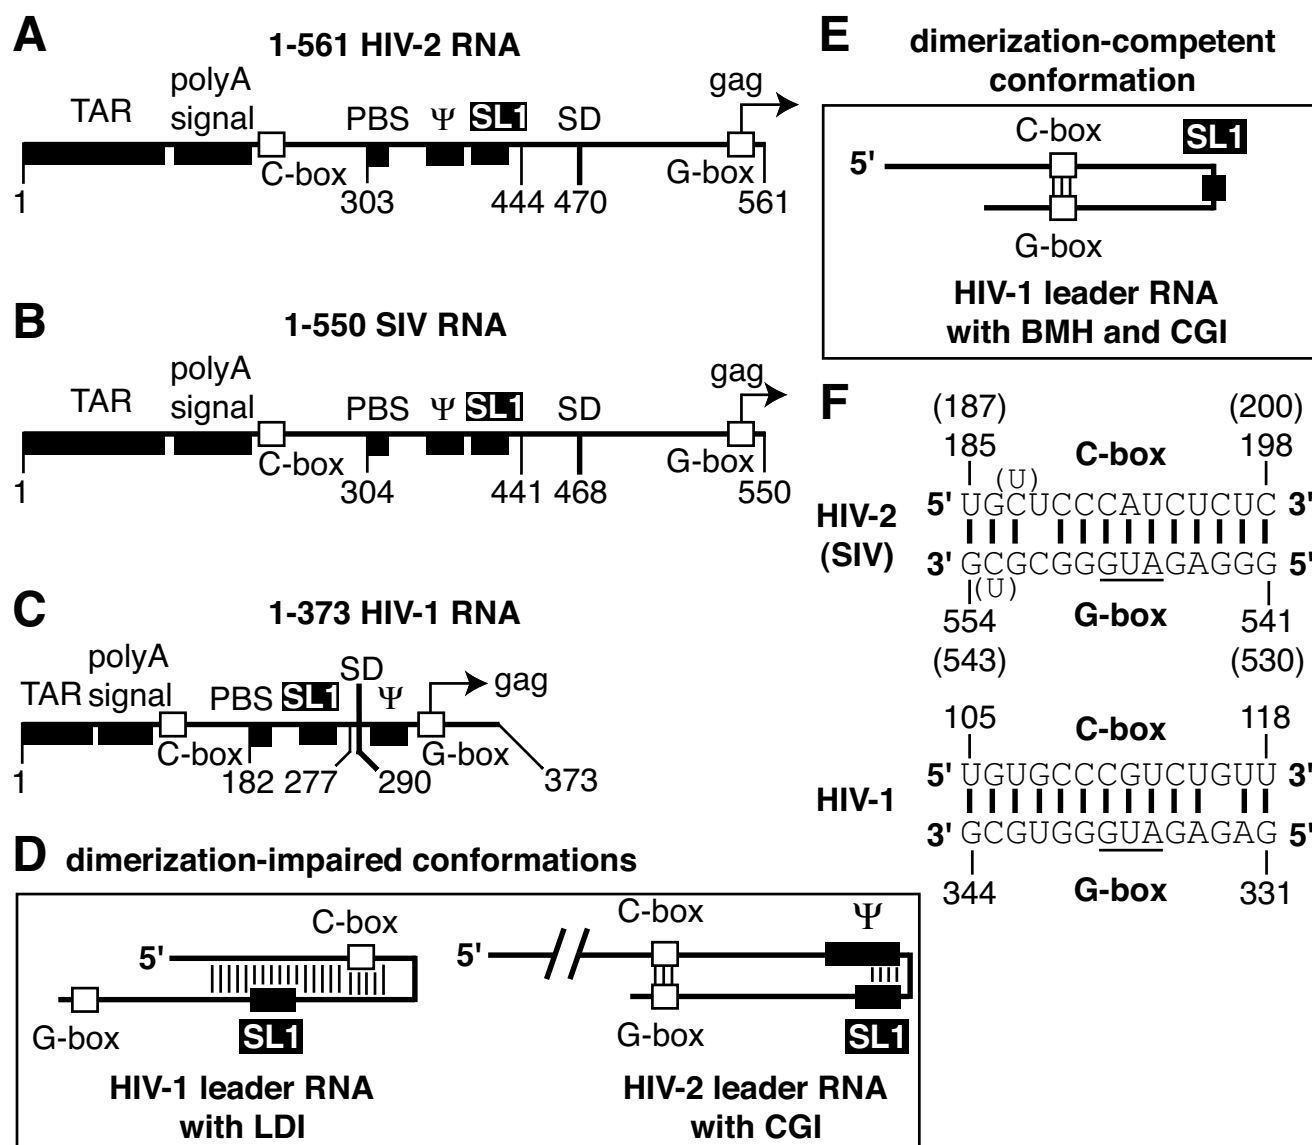 A
1-561 HIV-2 RNA
TAR
polyA
signal
C-box
PBS
Ψ
SL1
SD
gag
G-box
1
303
444
470
561
B
1-550 SIV RNA
TAR
polyA
signal
C-box
PBS
Ψ
SL1
SD
gag
G-box
1
304
441
468
550
C
1-373 HIV-1 RNA
TAR
polyA
signal
C-box
PBS
SL1
SD
Ψ
gag
G-box
1
182
277
290
373
D dimerization-impaired conformations
5'
C-box
G-box
SL1
HIV-1 leader RNA
with LDI
5'
C-box
Ψ
G-box
SL1
HIV-2 leader RNA
with CGI
E
dimerization-competent
conformation
C-box
SL1
5'
G-box
HIV-1 leader RNA
with BMH and CGI
F
(187)
(200)
185
C-box
198
(U)
HIV-2
(SIV)
5' UGCUCCCAUCUCUC 3'
3' GCGCGGGUAGAGGG 5'
(U)
554
G-box
541
(543)
(530)
105
C-box
118
HIV-1
5' UGUGCCCGUCUGUU 3'
3' GCGUGGGUAGAGAG 5'
344
G-box
331